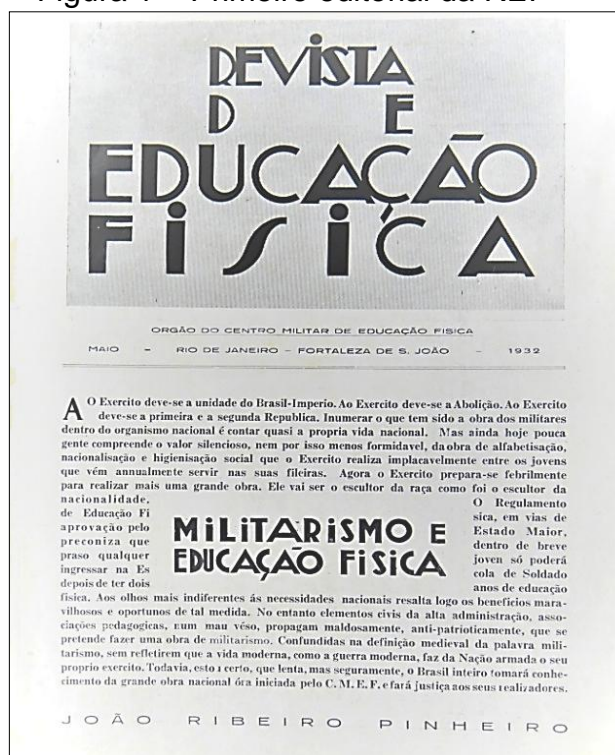 REVISTA
DE
EDUCAÇÃO
FISICA
ORGÃO DO CENTRO MILITAR DE EDUCAÇÃO FISICA
MAIO – RIO DE JANEIRO – FORTALEZA DE S. JOÃO – 1932
AO Exercito deve-se a unidade do Brasil-Imperio. Ao Exercito deve-se a Abolição. Ao Exercito
deve-se a primeira e a segunda Republica. Inumerar o que tem sido a obra dos militares
dentro do organismo nacional é contar quasi a propria vida nacional. Mas ainda hoje pouca
gente compreende o valor silencioso, nem por isso menos formidavel, da obra de alfabetisação,
nacionalisação e higienisação social que o Exercito realiza implacavelmente entre os jovens
que vém annualmente servir nas suas fileiras. Agora o Exercito prepara-se febrilmente
para realizar mais uma grande obra. Ele vai ser o escultor da raça como foi o escultor da
nacionalidade, O Regulamento
de Educação Fi sica, em vias de
aprovação pelo Estado Maior,
preconiza que dentro de breve
praso qualquer joven só poderá
ingressar na Es cola de Soldado
depois de ter dois anos de educação
MILITARISMO E
EDUCAÇÃO FISICA
fisica. Aos olhos mais indiferentes ás necessidades nacionais resalta logo os beneficios mara-
vilhosos e oportunos de tal medida. No entanto elementos civis da alta administração, asso-
ciações pedagogicas, num mau véso, propagam maldosamente, anti-patrioticamente, que se
pretende fazer uma obra de militarismo. Confundidas na definição medieval da palavra mili-
tarismo, sem refletirem que a vida moderna, como a guerra moderna, faz da Nação armada o seu
proprio exercito. Todavia, esto i certo, que lenta, mas seguramente, o Brasil inteiro tomará conhe-
cimento da grande obra nacional óra iniciada pelo C. M. E. F. e fará justiça aos seus realizadores.
JOÃO RIBEIRO PINHEIRO